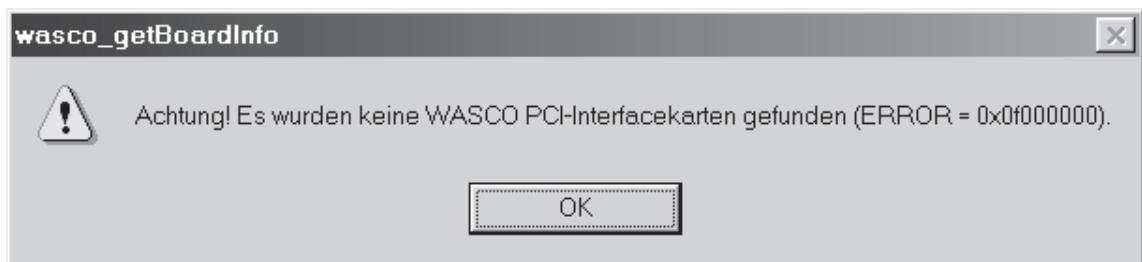 wasco_getBoardInfo
Achtung! Es wurden keine WASCO PCI-Interfacekarten gefunden (ERROR = 0x0f000000).
OK